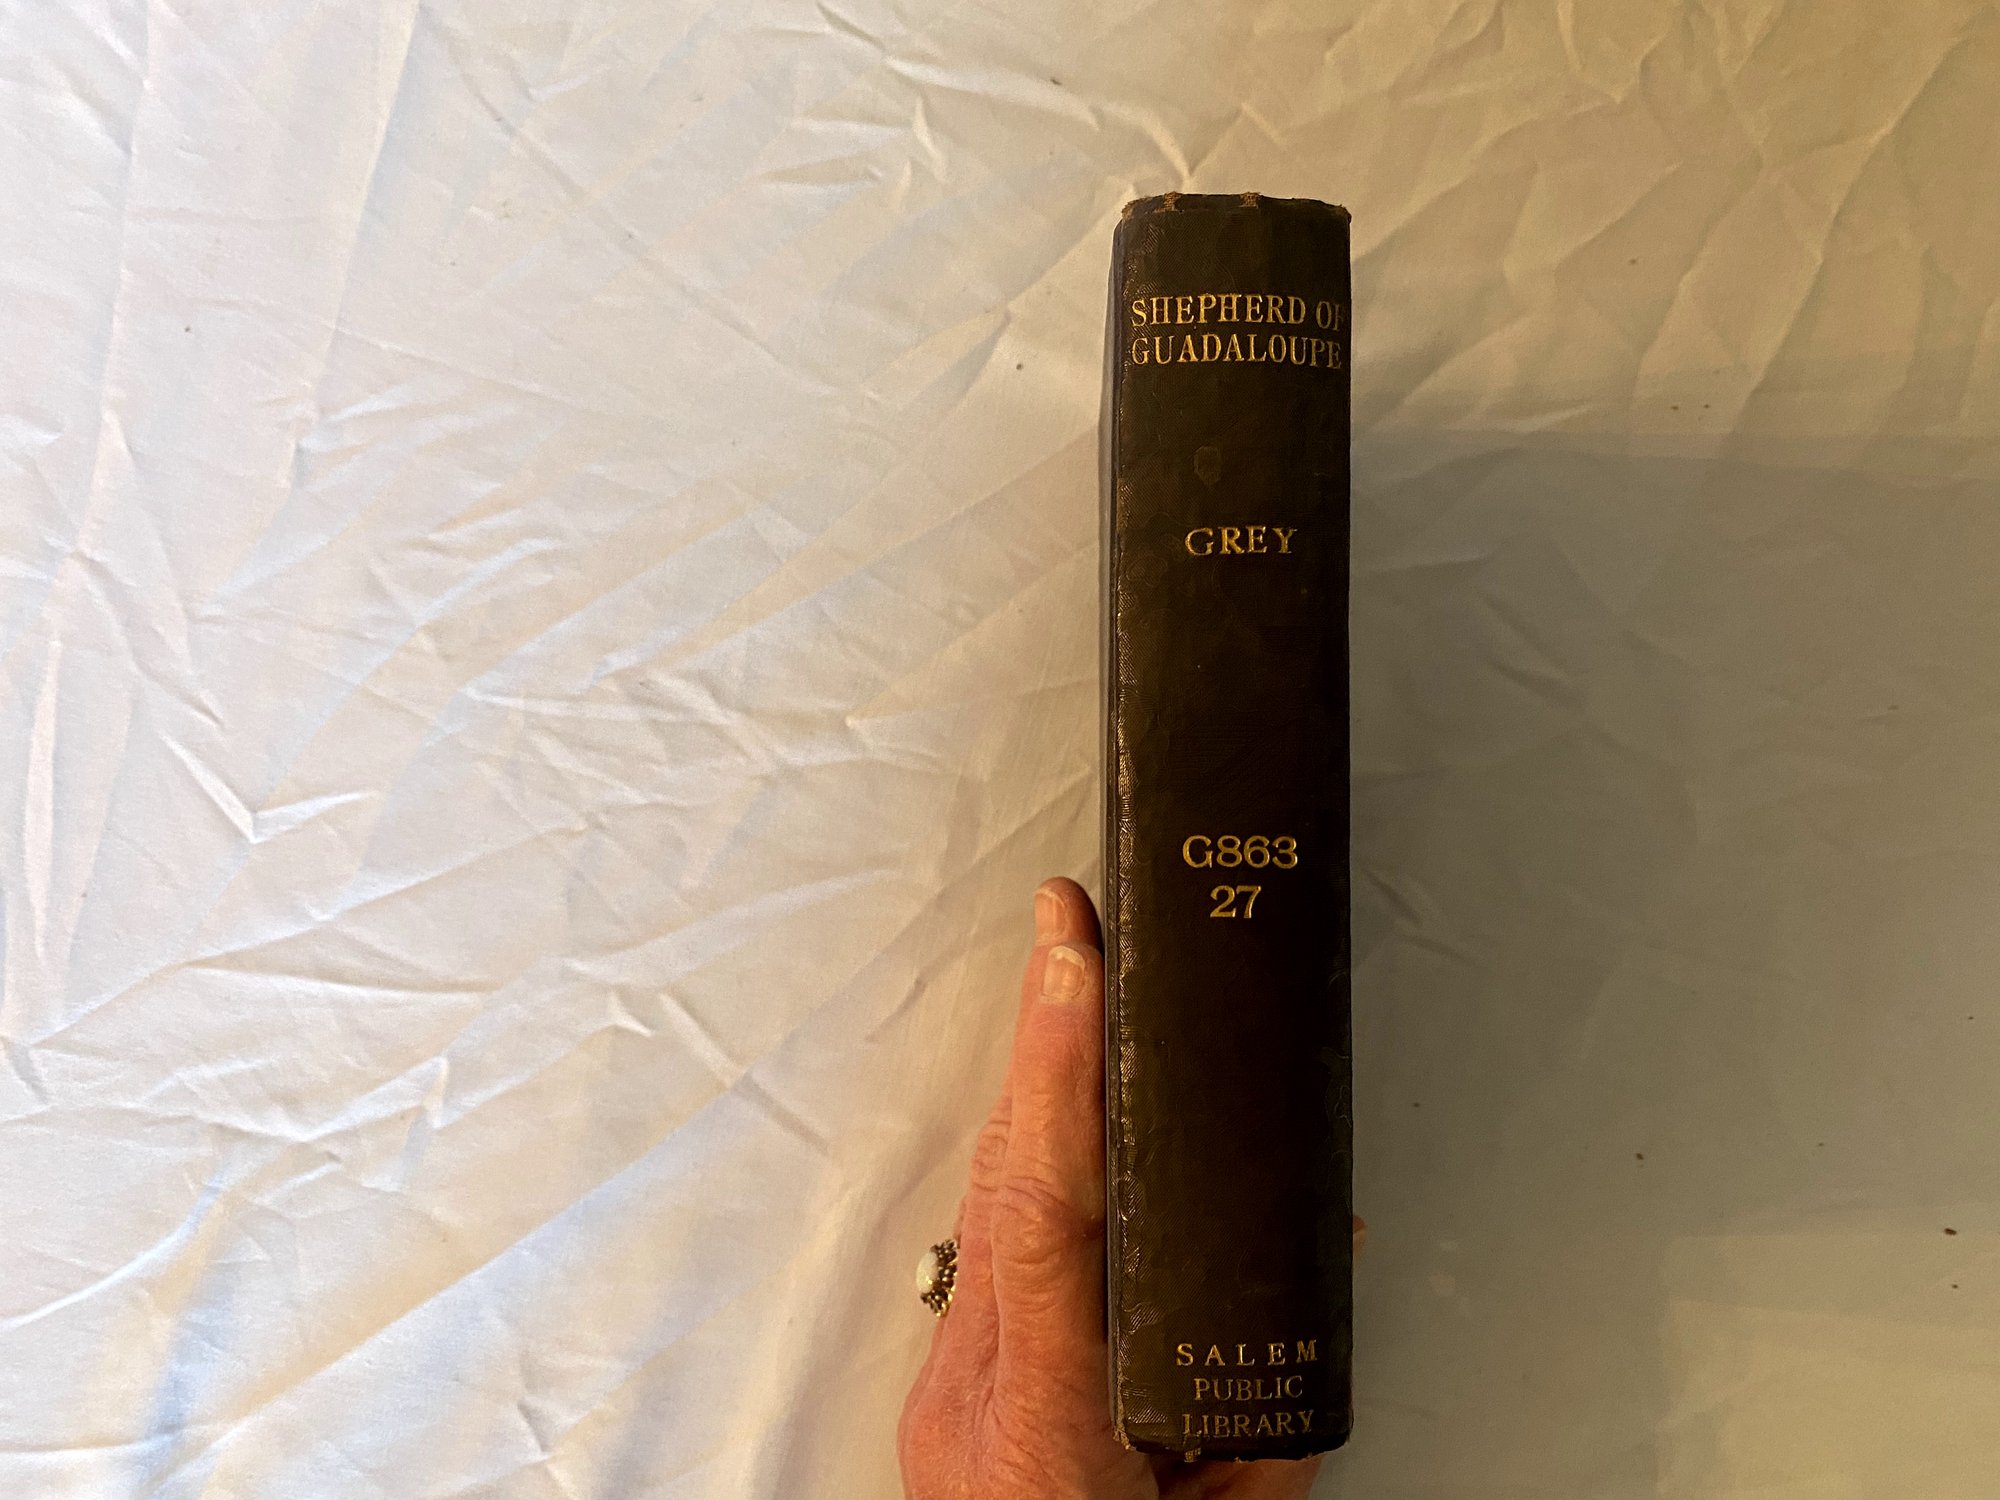 SHEPHERD OF
GUADALOUPE
GREY
G863
27
SALEM
PUBLIC
LIBRARY